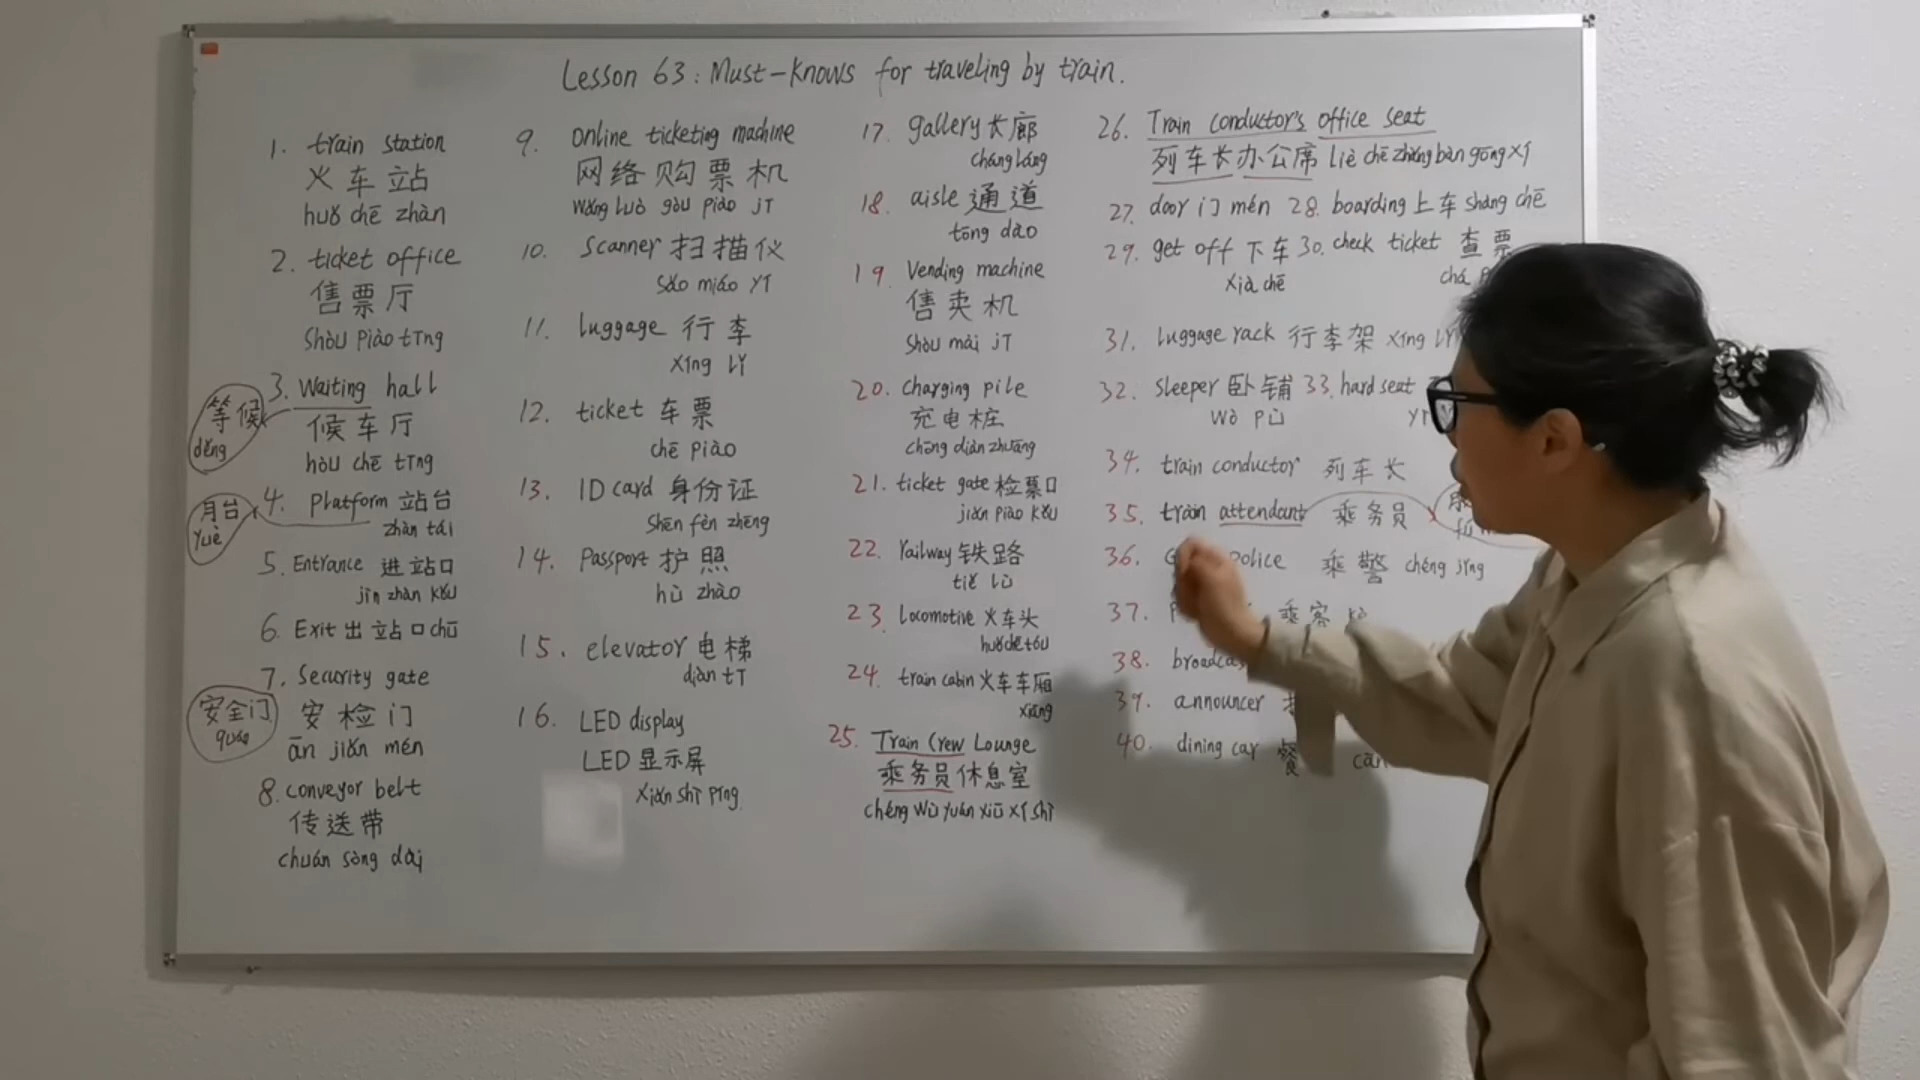 Lesson 63: Must-Knows for traveling by train.
1. train station
火车站
huǒ chē zhàn
2. ticket office
售票厅
Shòu piào tīng
3. Waiting hall
等候
děng
候车厅
hòu chē tīng
4. Platform 站台
zhàn tái
月台
yuè
5. Entrance 进站口
jìn zhàn kǒu
6. Exit 出站口 chū
7. Security gate
安全门
quán
安检门
ān jiǎn mén
8. conveyor belt
传送带
chuán sòng dài
9. Online ticketing machine
网络购票机
wǎng luò gòu piào jī
10. Scanner 扫描仪
sǎo miáo yí
11. luggage 行李
xíng lǐ
12. ticket 车票
chē piào
13. ID card 身份证
Shēn fèn zhèng
14. Passport 护照
hù zhào
15. elevator 电梯
diàn tī
16. LED display
LED 显示屏
xiǎn shì píng
17. gallery 长廊
cháng láng
18. aisle 通道
tōng dào
19. Vending machine
售卖机
Shòu mài jī
20. Charging pile
充电桩
chōng diàn zhuāng
21. ticket gate 检票口
jiǎn piào kǒu
22. railway 铁路
tiě lù
23. Locomotive 火车头
huǒ chē tóu
24. train cabin 火车车厢
xiāng
25. Train Crew Lounge
乘务员休息室
chéng wù yuán xiū xī shì
26. Train conductor's office seat
列车长办公席 liè chē zhǎng bàn gōng xí
27. door 门 mén 28. boarding 上车 shàng chē
29. get off 下车 30. check ticket 查票
xià chē chá
31. luggage rack 行李架 xíng lǐ
32. sleeper 卧铺 33. hard seat
wò pù
34. train conductor 列车长
35. train attendant 乘务员
36. Police 乘警 chéng jǐng
37. 乘客 kè
38.
39. announcer
40. dining car 餐 cān